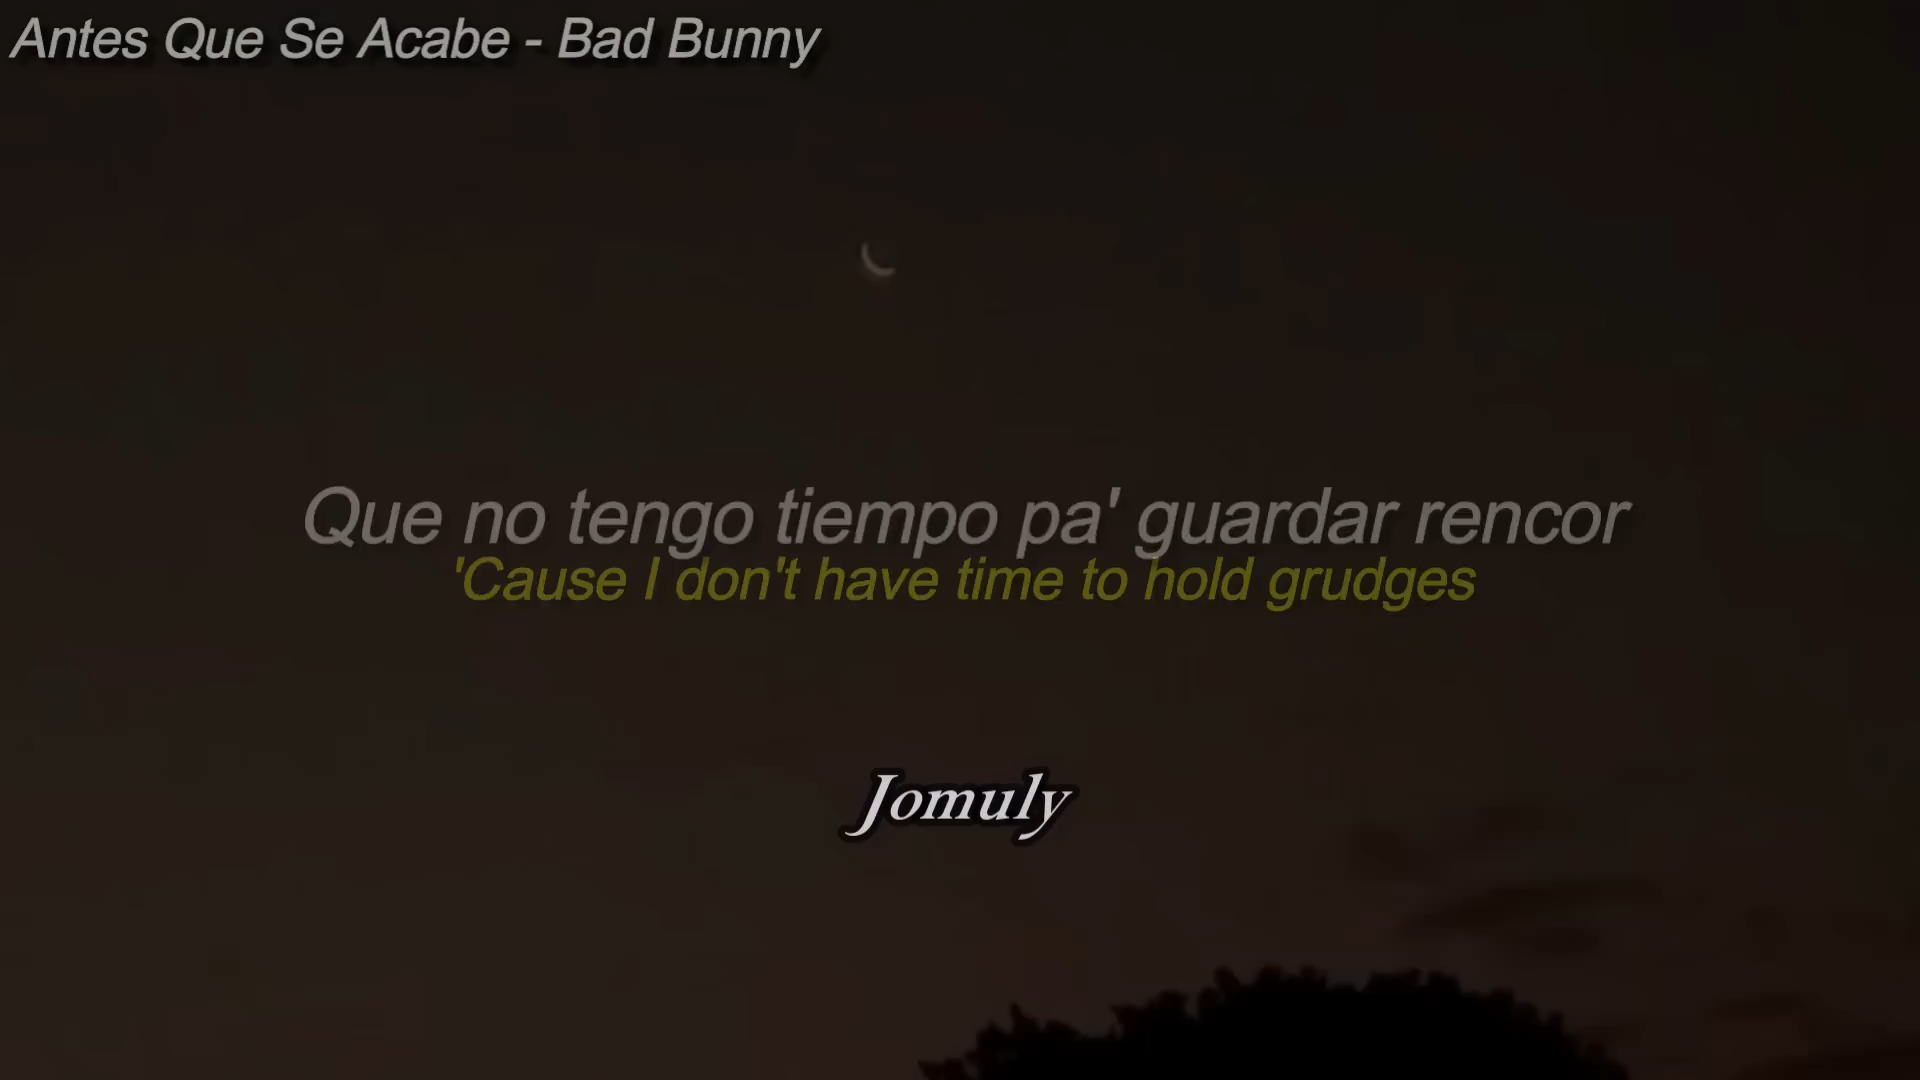 Antes Que Se Acabe - Bad Bunny
Que no tengo tiempo pa' guardar rencor
'Cause I don't have time to hold grudges
Jomuly